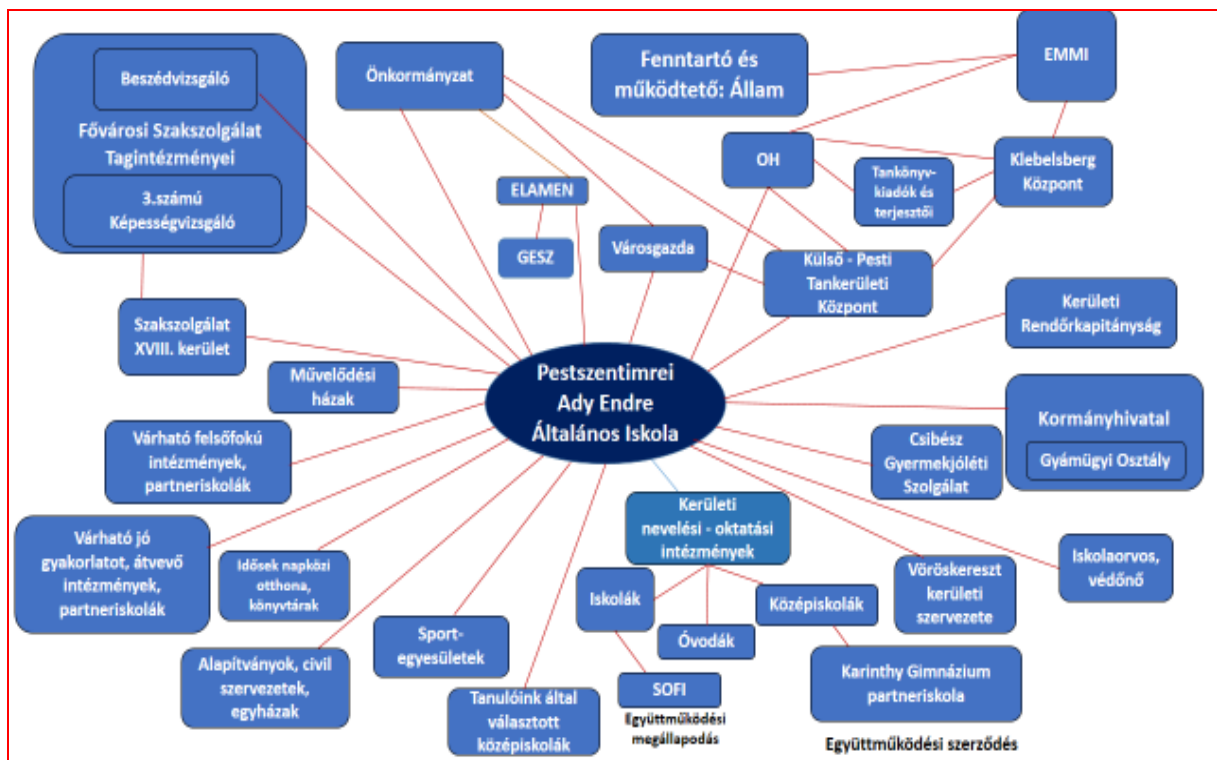 Beszédvizsgáló
Fővárosi Szakszolgálat
Tagintézményei
3.számú
Képességvizsgáló
Önkormányzat
Fenntartó és
működtető: Állam
EMMI
OH
Tankönyv-
kiadók és
terjesztői
Klebelsberg
Központ
ELAMEN
GESZ
Városgazda
Külső - Pesti
Tankerületi
Központ
Szakszolgálat
XVIII. kerület
Kerületi
Rendőrkapitányság
Művelődési
házak
Pestszentimrei
Ady Endre
Általános Iskola
Várható felsőfokú
intézmények,
partneriskolák
Csibész
Gyermekjóléti
Szolgálat
Kormányhivatal
Gyámügyi Osztály
Várható jó
gyakorlatot, átvevő
intézmények,
partneriskolák
Idősek napközi
otthona,
könyvtárak
Kerületi
nevelési - oktatási
intézmények
Iskolák
Óvodák
Középiskolák
Vöröskereszt
kerületi
szervezete
Iskolaorvos,
védőnő
Alapítványok, civil
szervezetek,
egyházak
Sport-
egyesületek
Tanulóink által
választott
középiskolák
SOFI
Együttműködési
megállapodás
Karinthy Gimnázium
partneriskola
Együttműködési szerződés